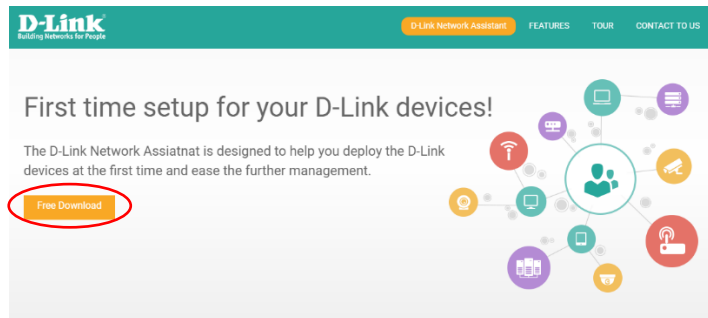 D-Link
Building Networks for People
D-Link Network Assistant
FEATURES
TOUR
CONTACT TO US
First time setup for your D-Link devices!
The D-Link Network Assiatnat is designed to help you deploy the D-Link
devices at the first time and ease the further management.
Free Download